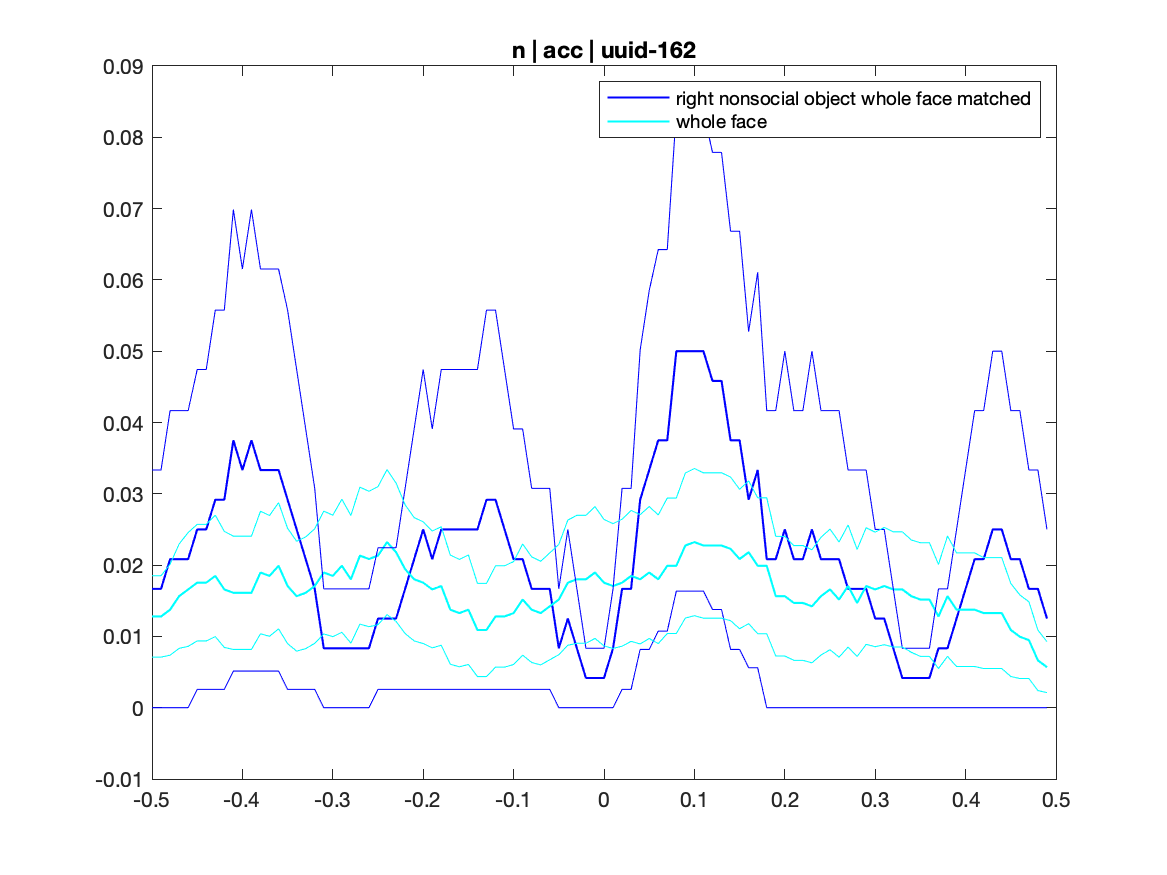 n | acc | uuid-162
right nonsocial object whole face matched
whole face
0.09
0.08
0.07
0.06
0.05
0.04
0.03
0.02
0.01
0
-0.01
-0.5 -0.4 -0.3 -0.2 -0.1 0 0.1 0.2 0.3 0.4 0.5